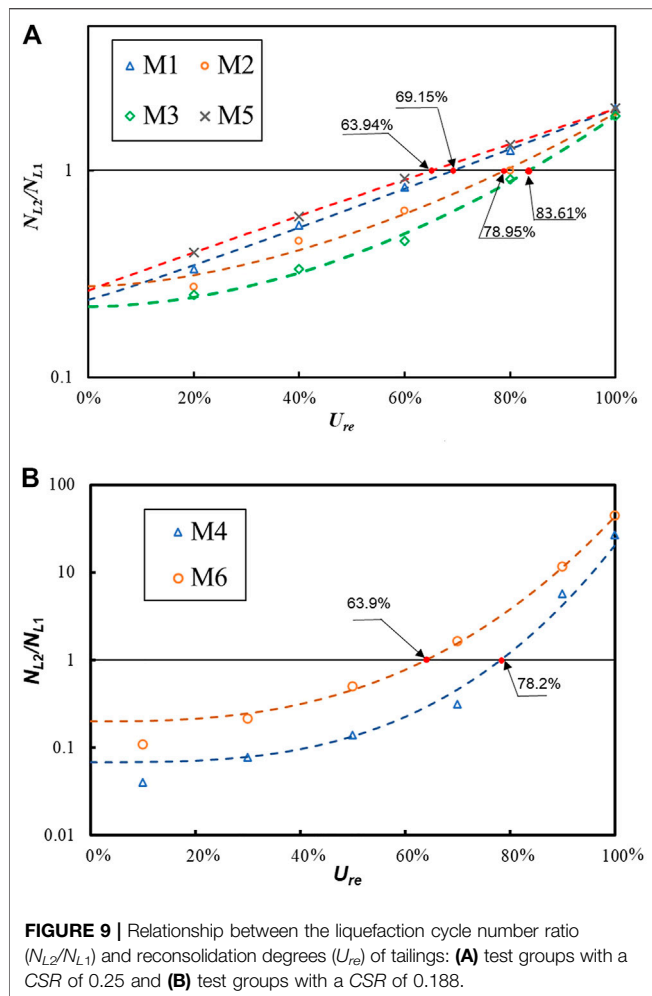 A
M1 M2
M3 M5
63.94%
69.15%
78.95%
83.61%
N_L2/N_L1
1
0.1
0% 20% 40% 60% 80% 100%
U_re
B
100
10
1
0.1
0.01
M4
M6
63.9%
78.2%
N_L2/N_L1
0% 20% 40% 60% 80% 100%
U_re
FIGURE 9 | Relationship between the liquefaction cycle number ratio
(N_L2/N_L1) and reconsolidation degrees (U_re) of tailings: (A) test groups with a
CSR of 0.25 and (B) test groups with a CSR of 0.188.